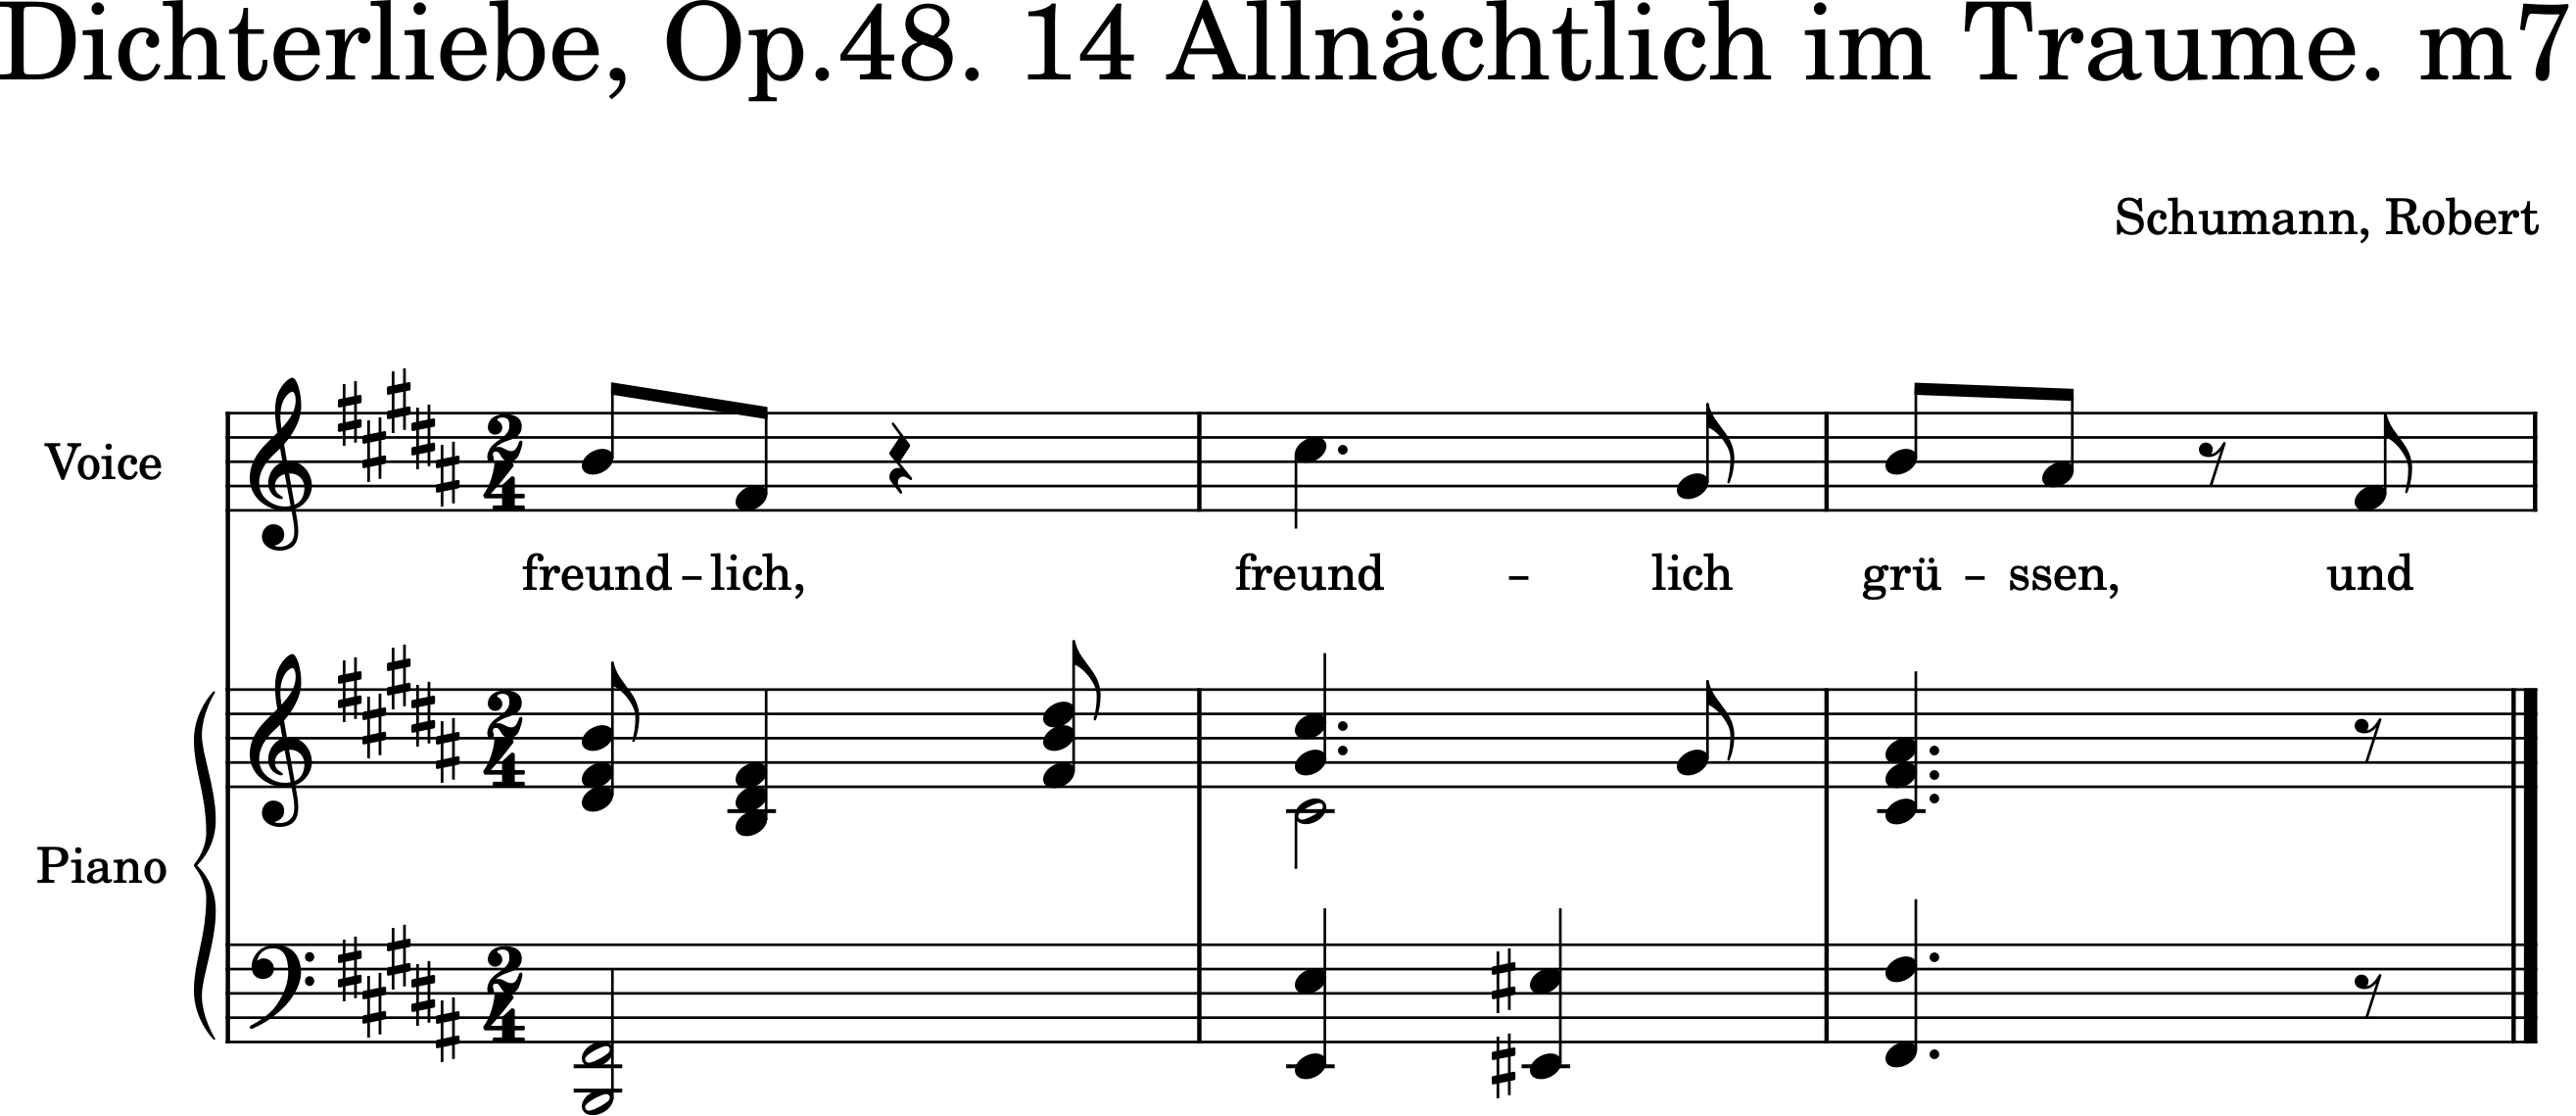 Dichterliebe, Op.48. 14 Allnächtlich im Traume. m7
Schumann, Robert
Voice
freund – lich, freund – lich grü – ssen, und
Piano